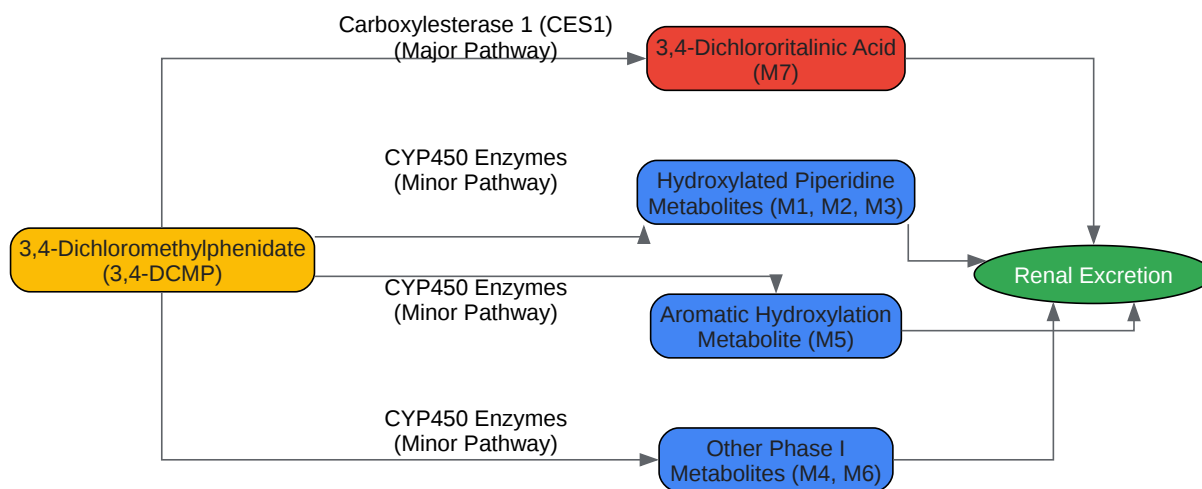 Carboxylesterase 1 (CES1)
(Major Pathway)
3,4-Dichlororitalinic Acid
(M7)
CYP450 Enzymes
(Minor Pathway)
Hydroxylated Piperidine
Metabolites (M1, M2, M3)
3,4-Dichloromethylphenidate
(3,4-DCMP)
Renal Excretion
CYP450 Enzymes
(Minor Pathway)
Aromatic Hydroxylation
Metabolite (M5)
CYP450 Enzymes
(Minor Pathway)
Other Phase I
Metabolites (M4, M6)